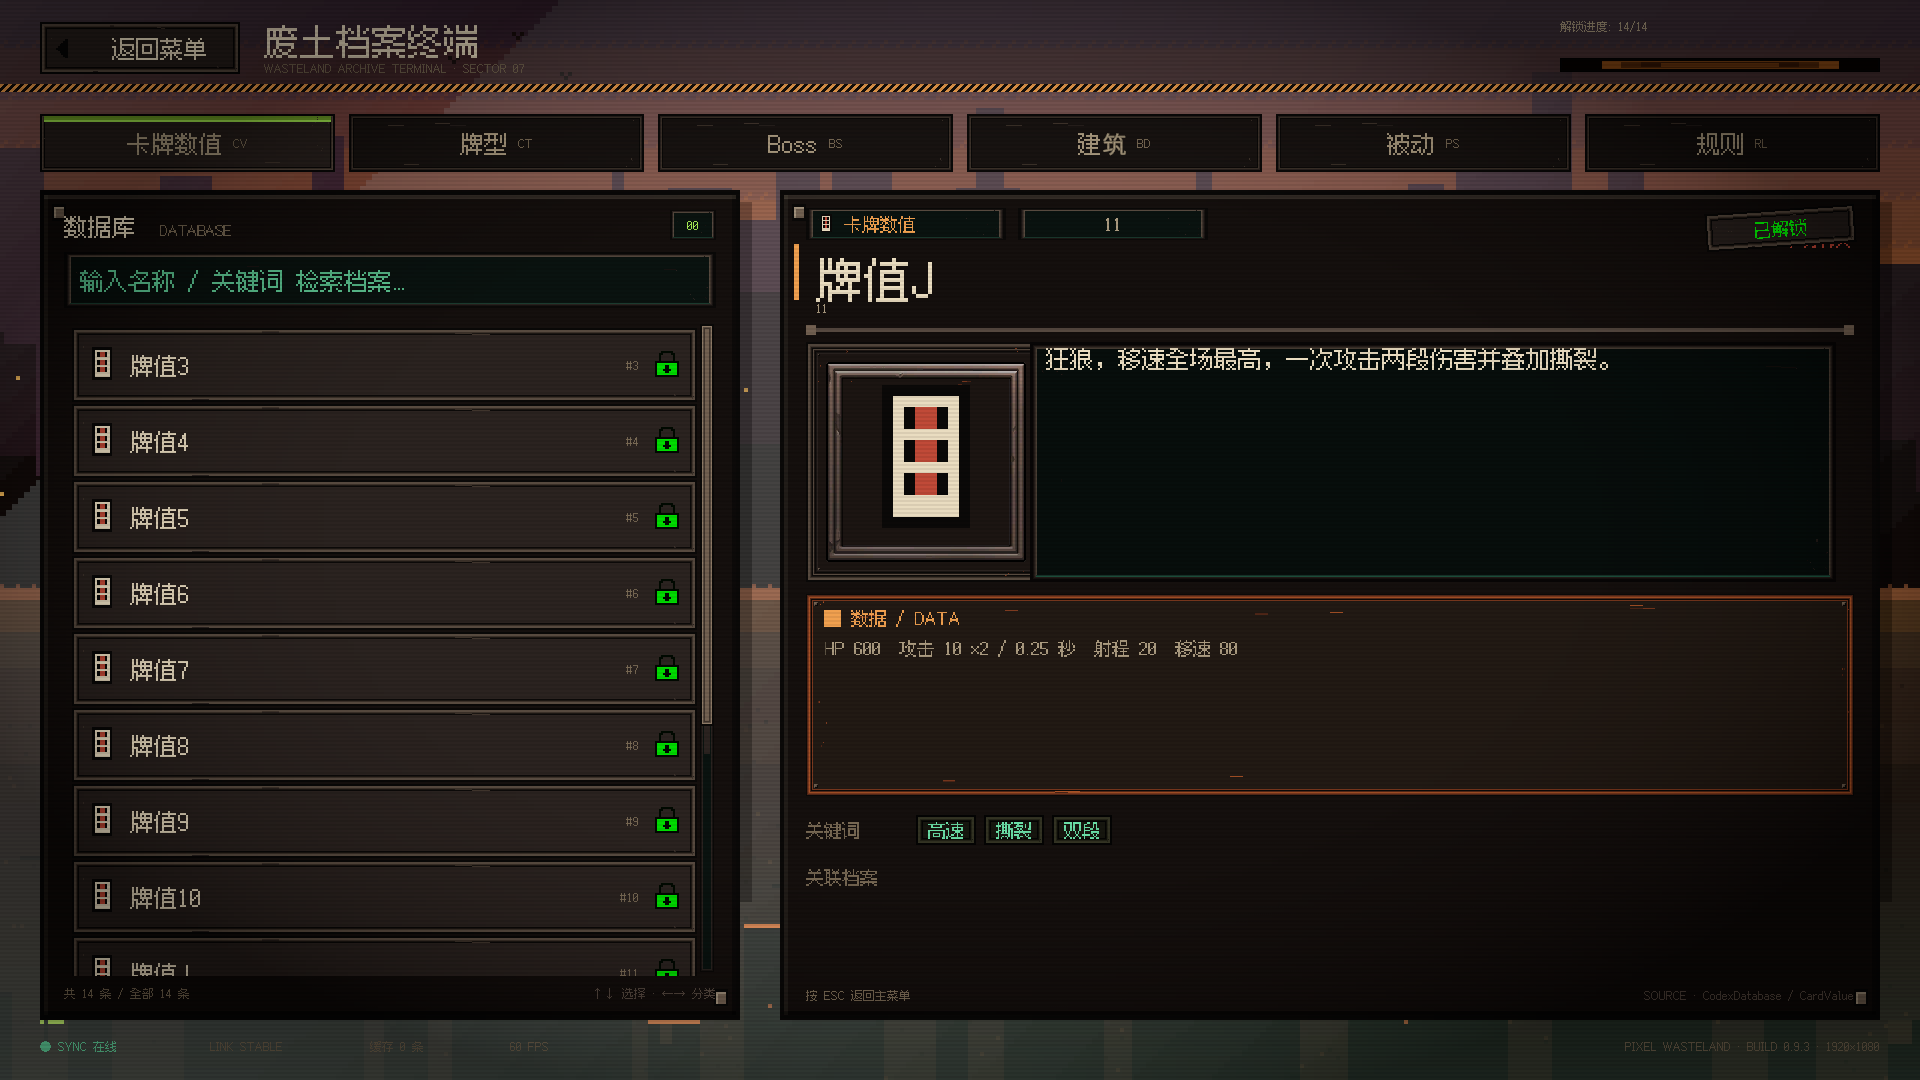 返回菜单
废土档案终端
WASTELAND ARCHIVE TERMINAL · SECTOR 07
解锁进度: 14/14
卡牌数值 CV
牌型 CT
Boss BS
建筑 BD
被动 PS
规则 RL
数据库 DATABASE
00
输入名称 / 关键词 检索档案…
牌值3 #3
牌值4 #4
牌值5 #5
牌值6 #6
牌值7 #7
牌值8 #8
牌值9 #9
牌值10 #10
牌值J #11
共 14 条 / 全部 14 条
↑↓ 选择 · ←→ 分类
卡牌数值
11
已解锁
牌值J
11
狂狼，移速全场最高，一次攻击两段伤害并叠加撕裂。
数据 / DATA
HP 600 攻击 10 ×2 / 0.25 秒 射程 20 移速 80
关键词 高速 撕裂 双段
关联档案
按 ESC 返回主菜单
SOURCE · CodexDatabase / CardValue
SYNC 在线
LINK STABLE
缓存 0 条
60 FPS
PIXEL WASTELAND · BUILD 0.9.3 · 1920×1080